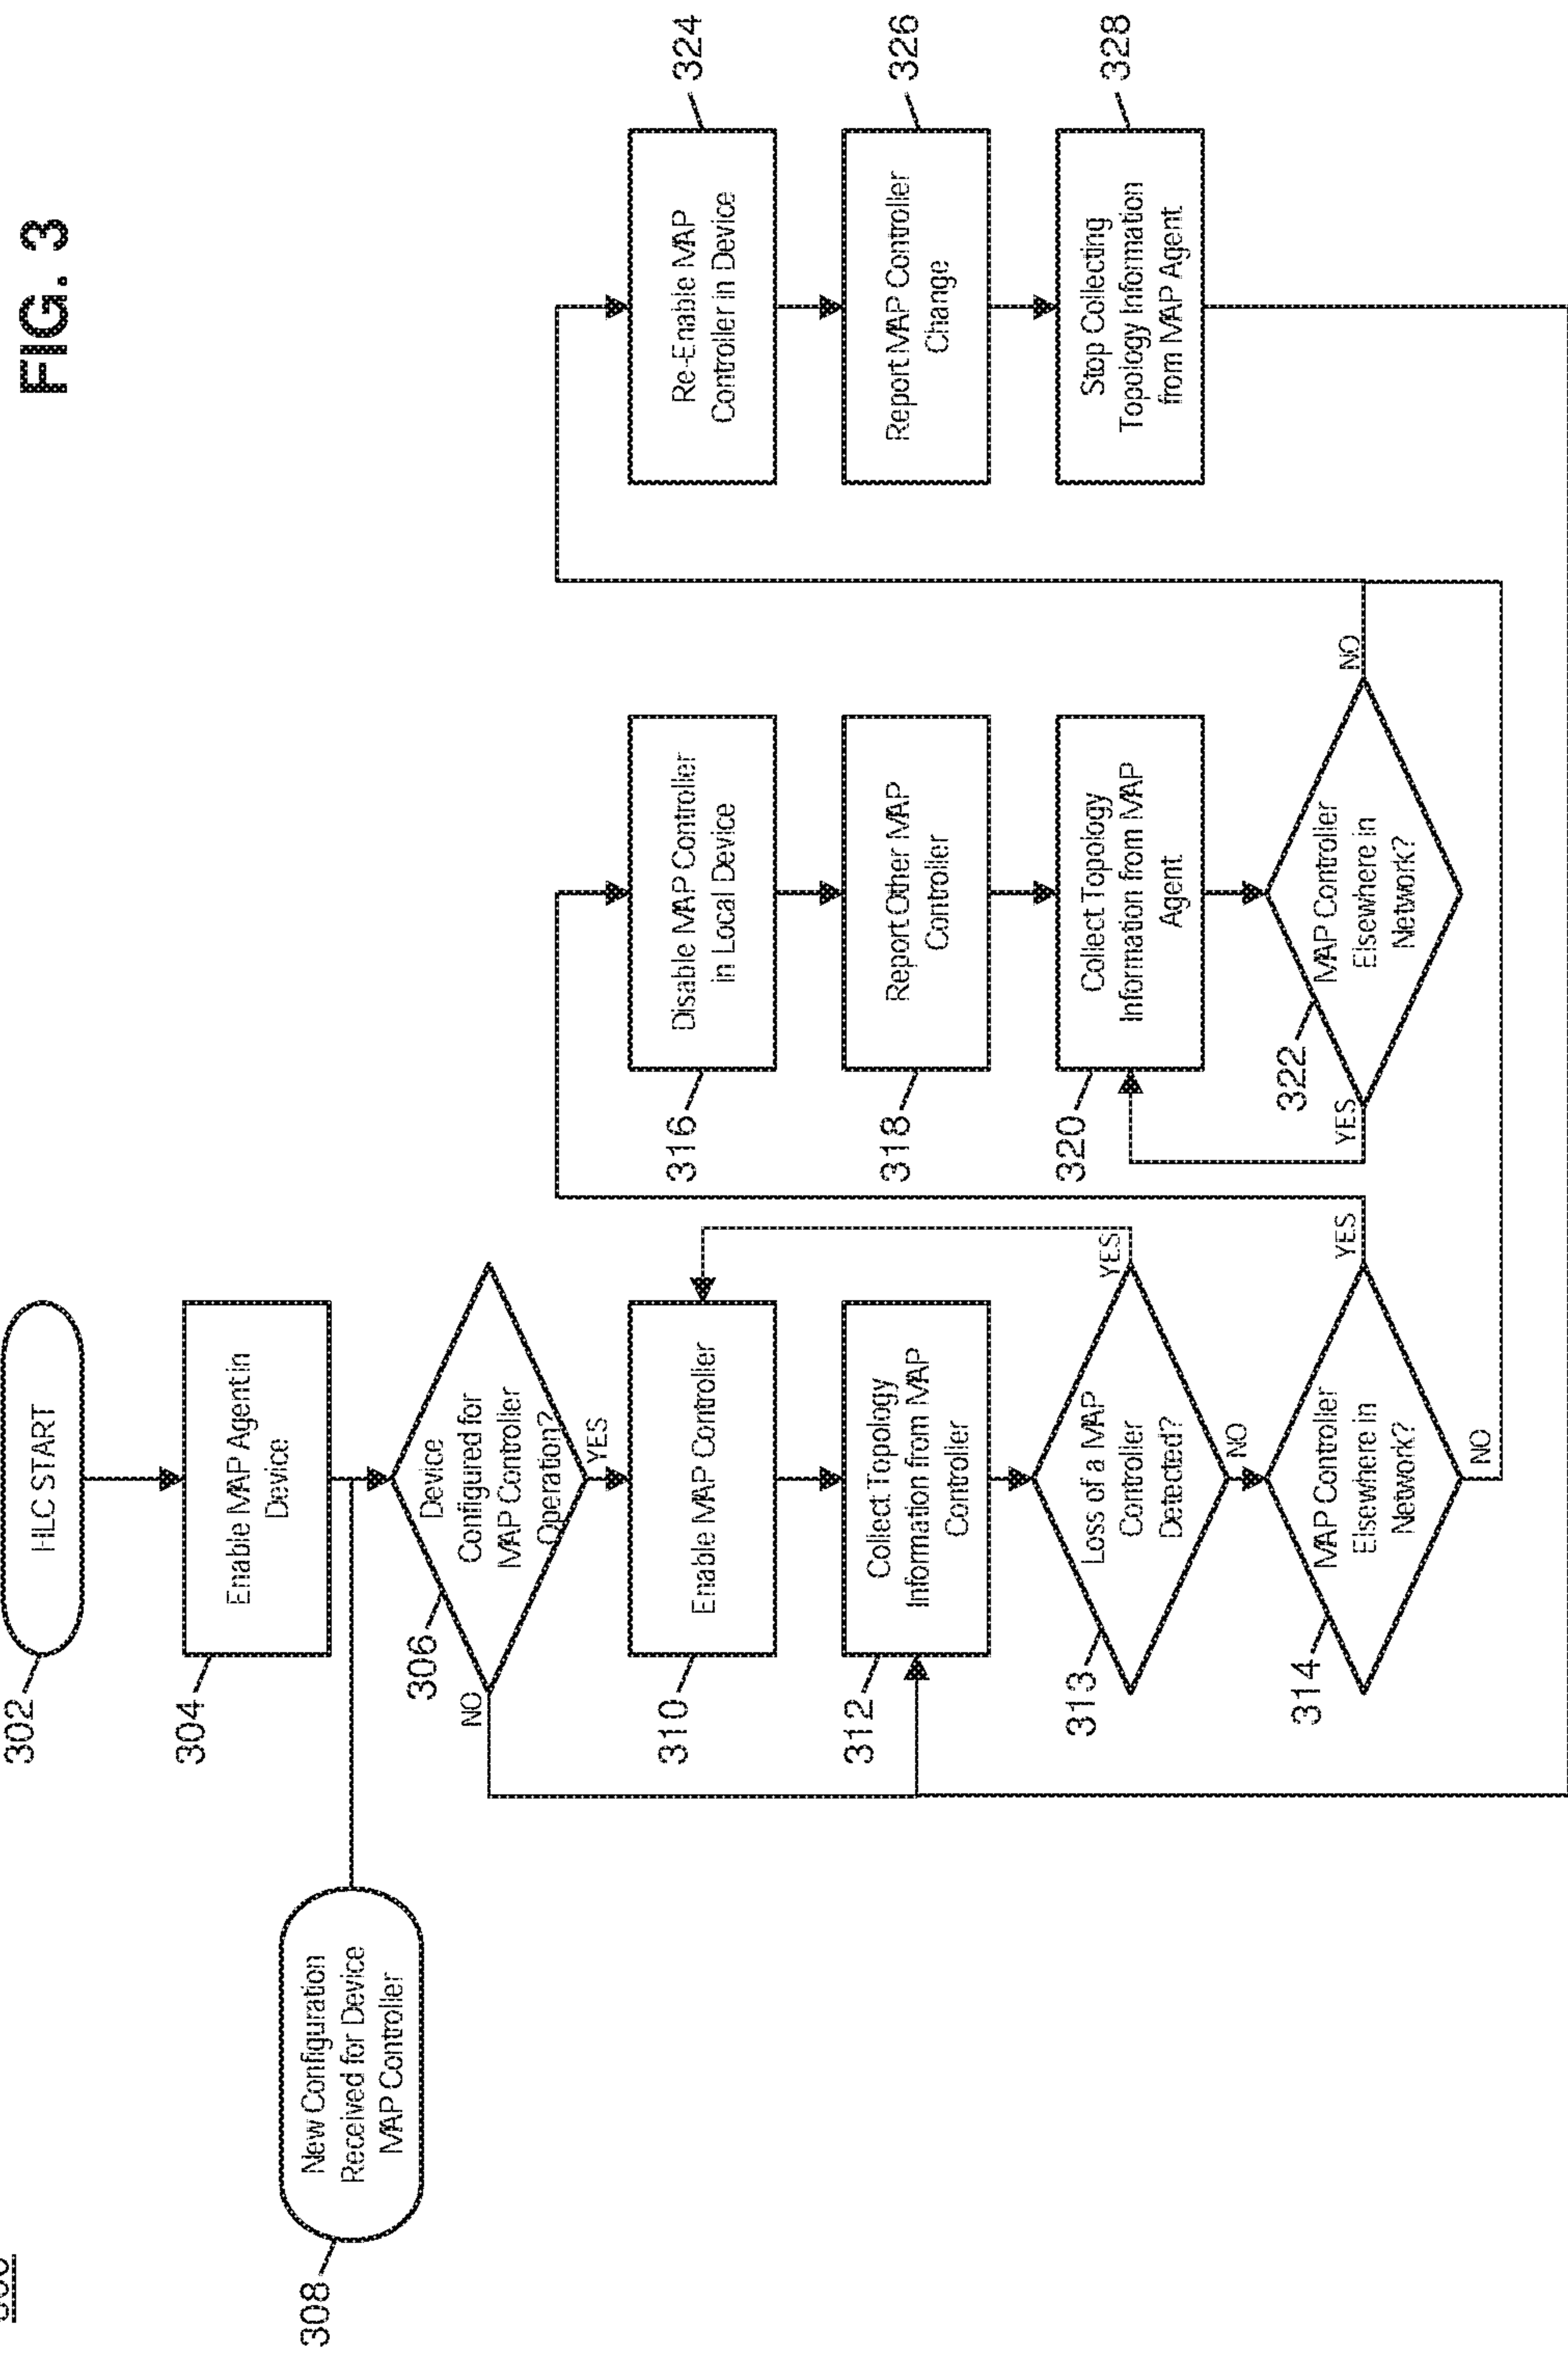 FIG. 3
302
HLC START
304
Enable MAP Agent in
Device
308
New Configuration
Received for Device
MAP Controller
306
Device
Configured for
MAP Controller
Operation?
NO
YES
310
Enable MAP Controller
312
Collect Topology
Information from MAP
Controller
313
Loss of a MAP
Controller
Detected?
YES
NO
314
MAP Controller
Elsewhere in
Network?
YES
NO
316
Disable MAP Controller
in Local Device
318
Report Other MAP
Controller
320
Collect Topology
Information from MAP
Agent
322
MAP Controller
Elsewhere in
Network?
YES
NO
324
Re-Enable MAP
Controller in Device
326
Report MAP Controller
Change
328
Stop Collecting
Topology Information
from MAP Agent